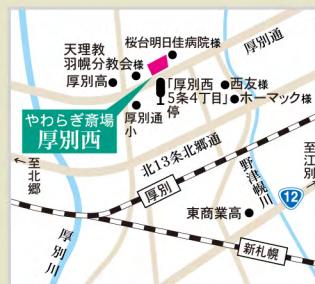 天理教
羽幌分教会様
桜台明日佳病院様
厚別通
厚別高
「厚別西
5条4丁目」
停
西友様
ホーマック様
やわらぎ斎場
厚別西
厚別通
小
←至北郷
北13条北郷通
野津幌川
至江別→
厚別
12
東商業高
厚別川
新札幌